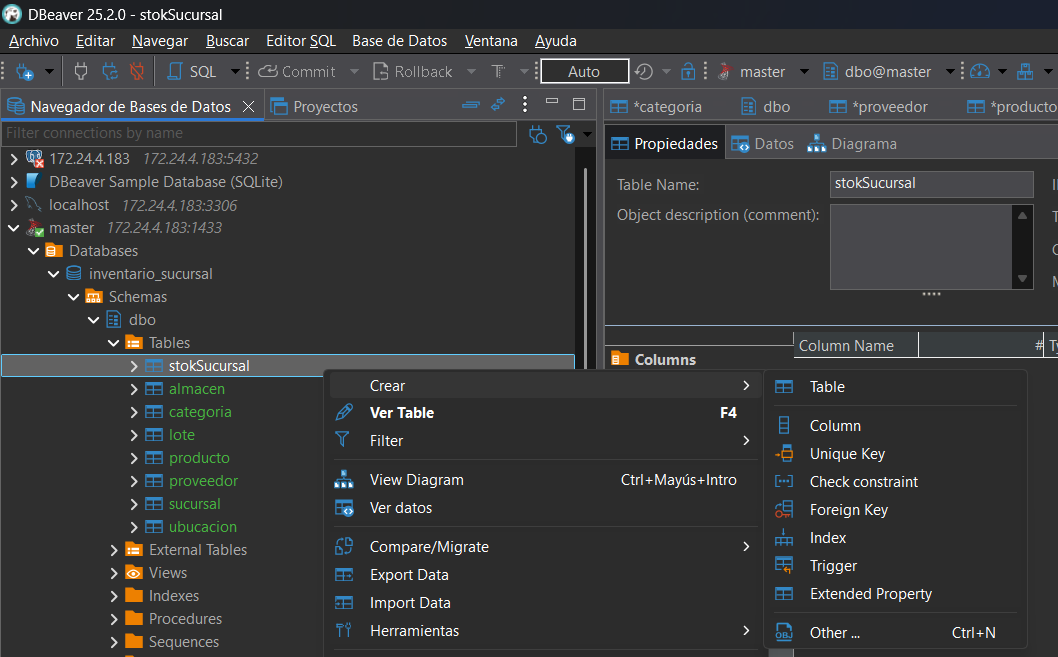 DBeaver 25.2.0 - stokSucursal
Archivo Editar Navegar Buscar Editor SQL Base de Datos Ventana Ayuda
SQL Commit Rollback T Auto master dbo@master
Navegador de Bases de Datos Proyectos
*categoria dbo *proveedor *producto
Filter connections by name
Propiedades Datos Diagrama
172.24.4.183 172.24.4.183:5432
DBeaver Sample Database (SQLite)
localhost 172.24.4.183:3306
master 172.24.4.183:1433
Databases
inventario_sucursal
Schemas
dbo
Tables
stokSucursal
almacen
categoria
lote
producto
proveedor
sucursal
ubucacion
External Tables
Views
Indexes
Procedures
Sequences
Table Name: stokSucursal
Object description (comment):
Columns
Column Name # Ty
Crear
Ver Table F4
Filter
View Diagram Ctrl+Mayús+Intro
Ver datos
Compare/Migrate
Export Data
Import Data
Herramientas
Table
Column
Unique Key
Check constraint
Foreign Key
Index
Trigger
Extended Property
Other ... Ctrl+N